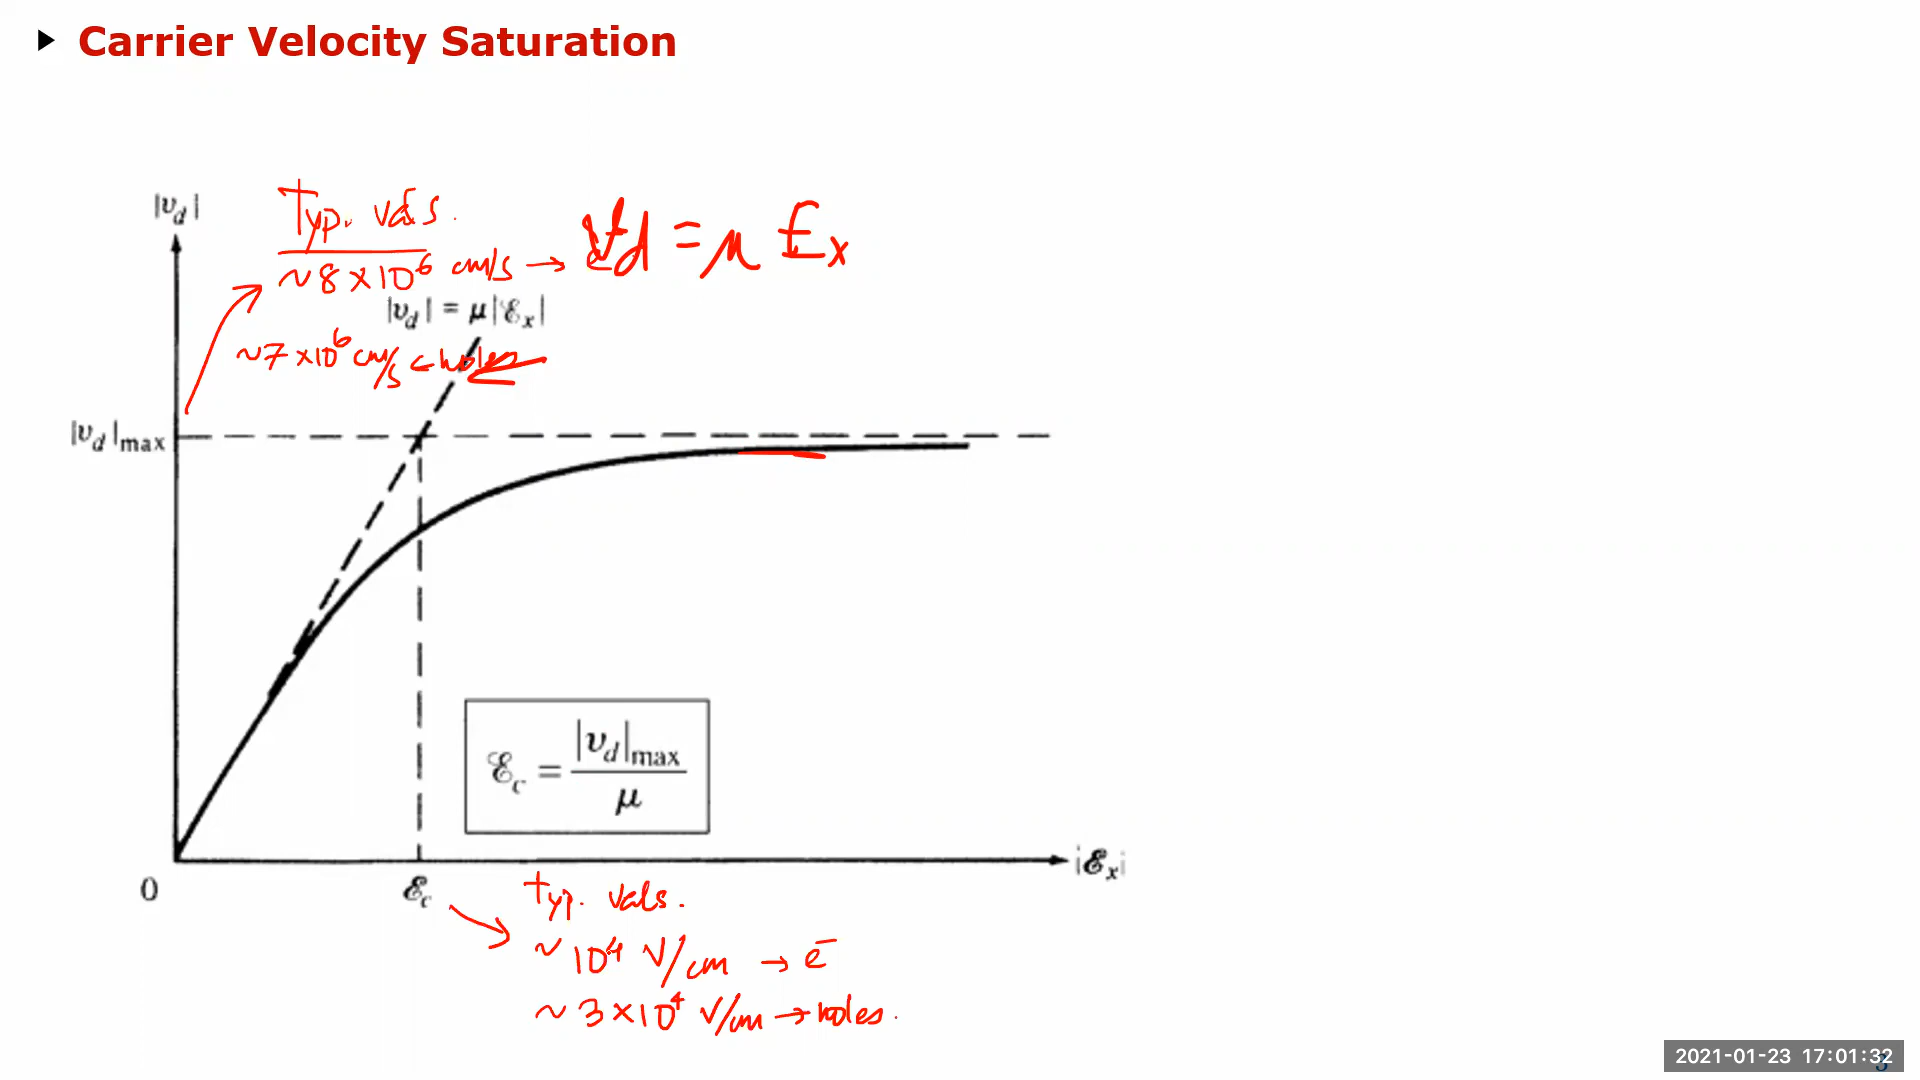 Carrier Velocity Saturation
|v_d|
Typ. vals.
~8×10⁶ cm/s → e
v_d = μ E_x
|v_d| = μ|ℰ_x|
~7×10⁶ cm/s ← holes
|v_d|_max
ℰ_c = |v_d|_max / μ
0
ℰ_c
|ℰ_x|
typ. vals.
~10⁴ V/cm → e⁻
~3×10⁴ V/cm → holes.
2021-01-23 17:01:32
3